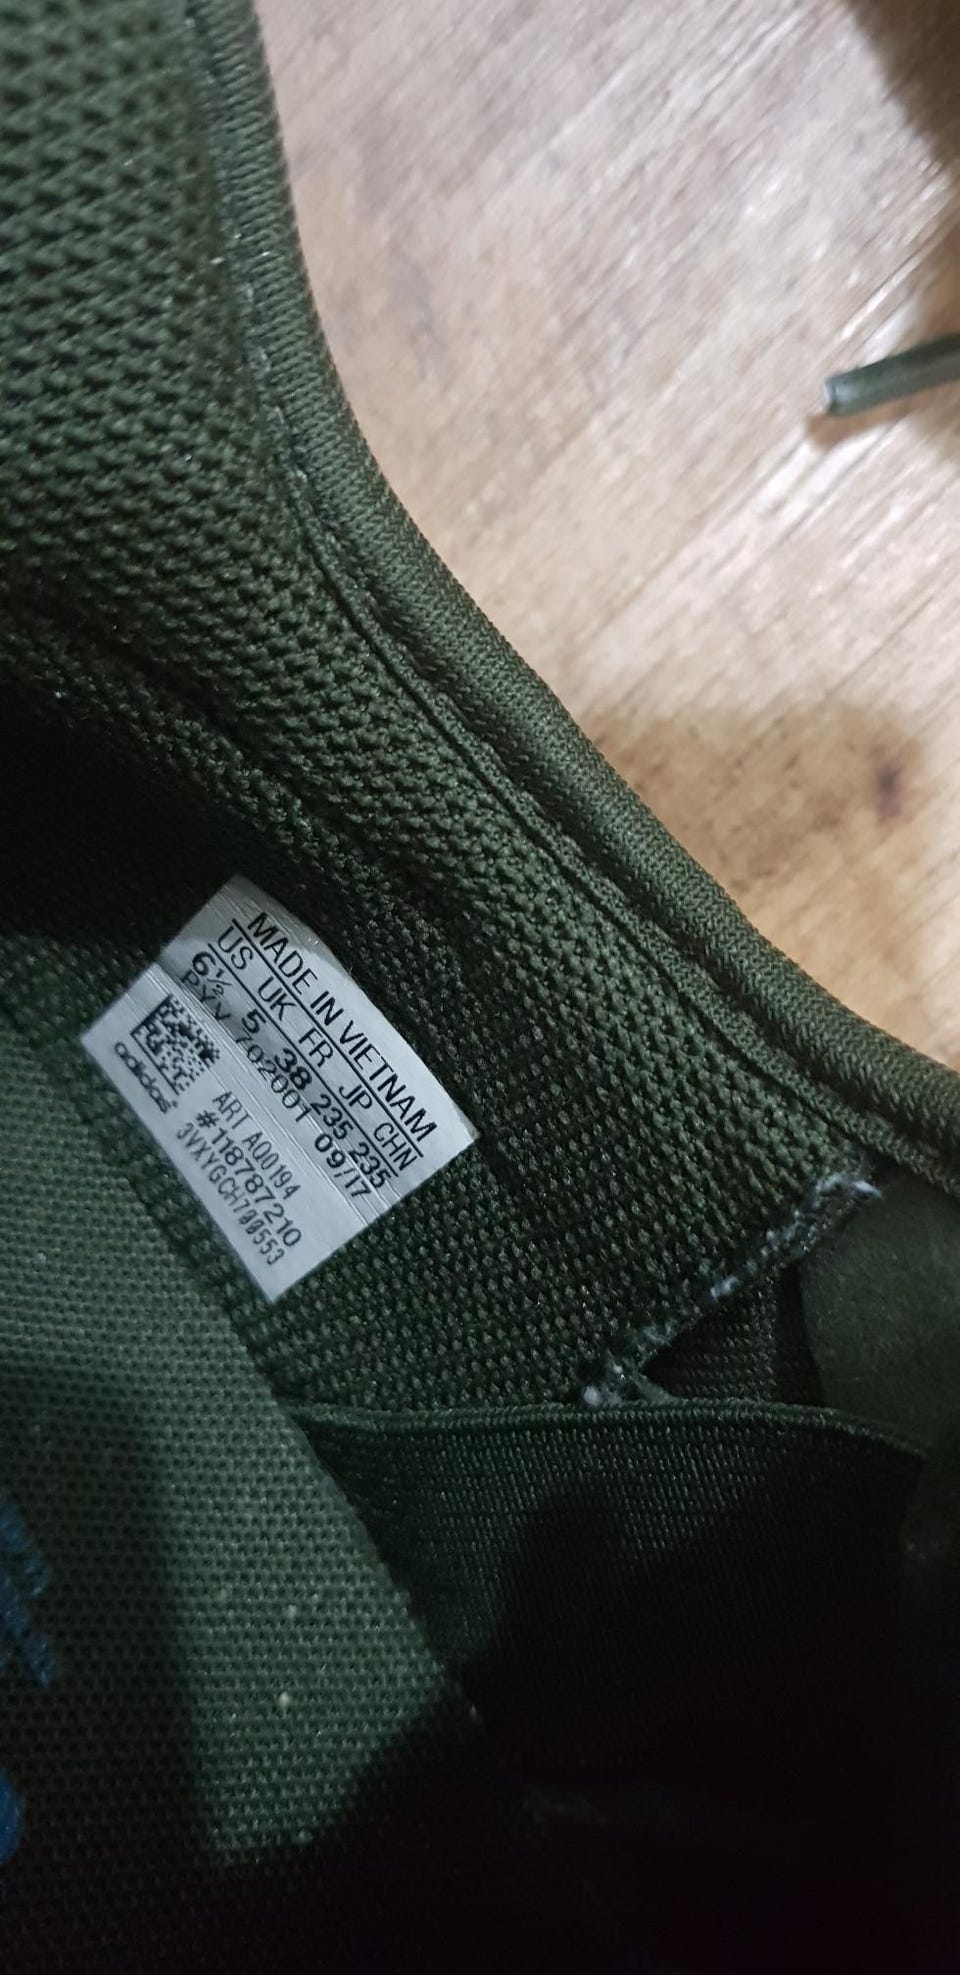 MADE IN VIETNAM
US UK FR JP CHN
6½ 5 38 235 235
PYV 702001 09/17
ART AQ0194
#118787210
3VXYGCH700553
adidas